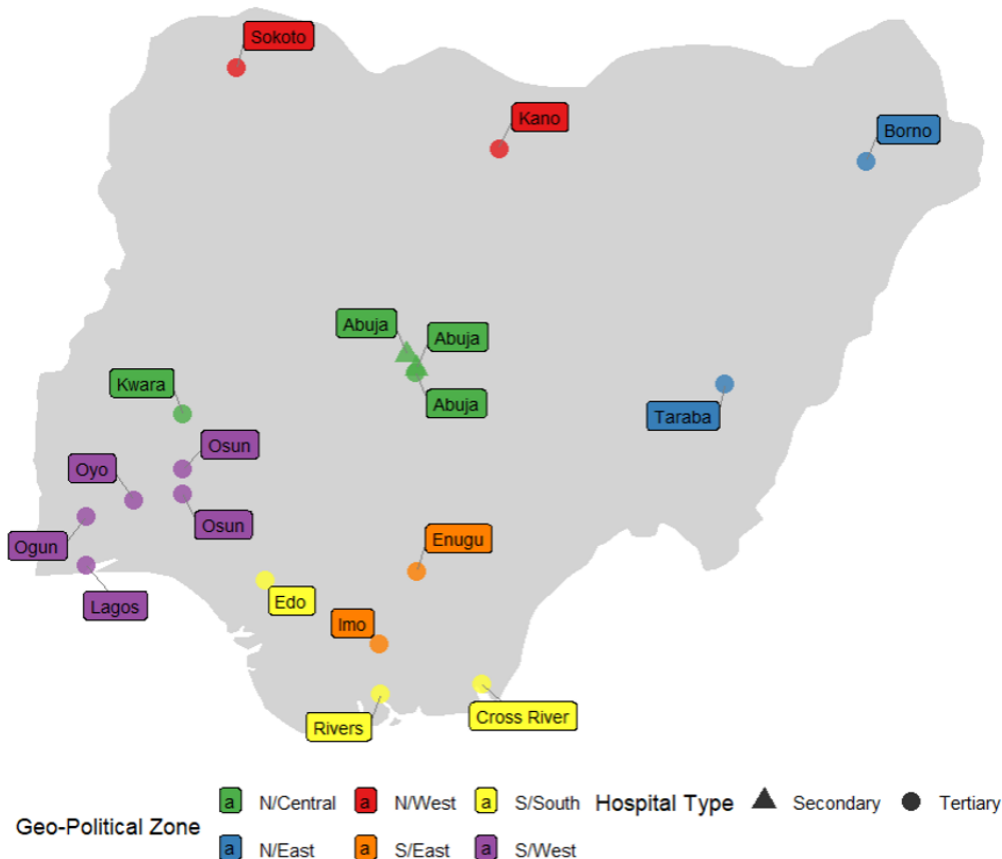 Sokoto
Kano
Borno
Abuja
Abuja
Kwara
Abuja
Taraba
Osun
Oyo
Osun
Enugu
Ogun
Edo
Lagos
Imo
Rivers
Cross River
a N/Central a N/West a S/South Hospital Type Secondary Tertiary
Geo-Political Zone
a N/East a S/East a S/West